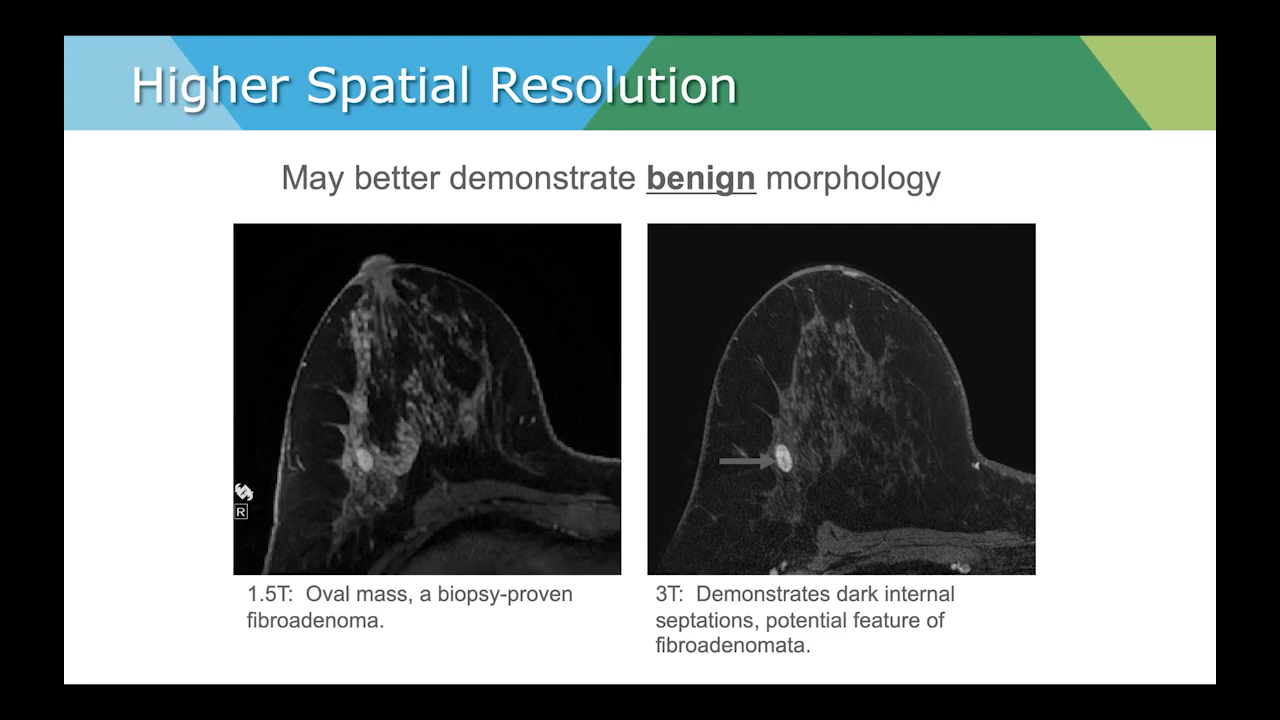 Higher Spatial Resolution
May better demonstrate benign morphology
R
1.5T: Oval mass, a biopsy-proven
fibroadenoma.
3T: Demonstrates dark internal
septations, potential feature of
fibroadenomata.